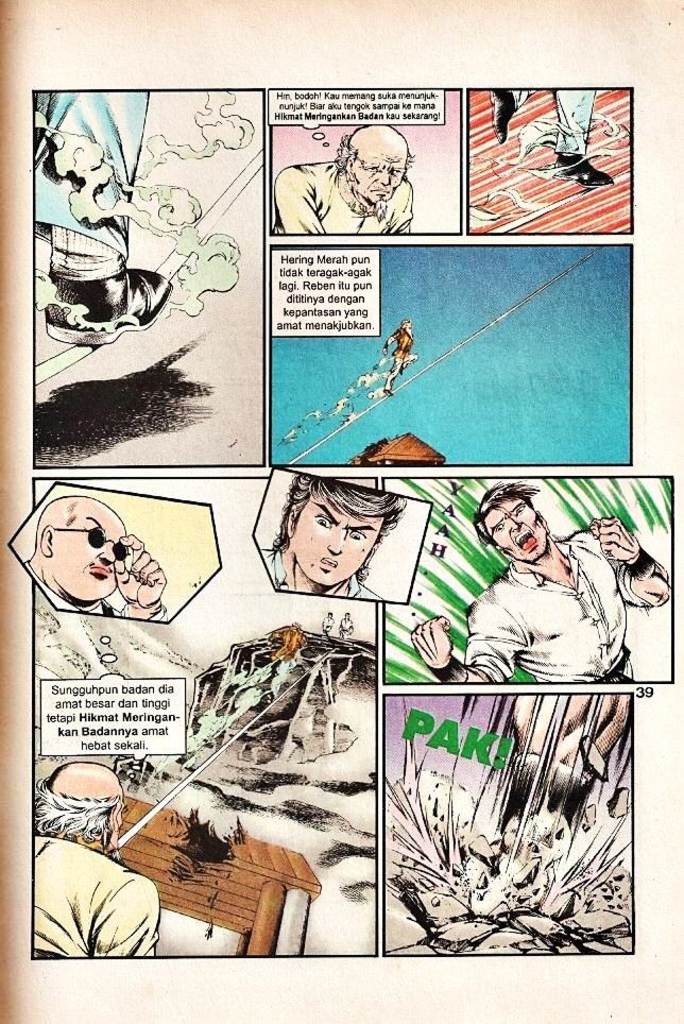 Hm, bodoh! Kau memang suka menunjuk-
nunjuk! Biar aku tengok sampai ke mana
Hikmat Meringankan Badan kau sekarang!
Hering Merah pun
tidak teragak-agak
lagi. Reben itu pun
dititinya dengan
kepantasan yang
amat menakjubkan.
YAAAH...
Sungguhpun badan dia
amat besar dan tinggi
tetapi Hikmat Meringan-
kan Badannya amat
hebat sekali.
39
PAK!